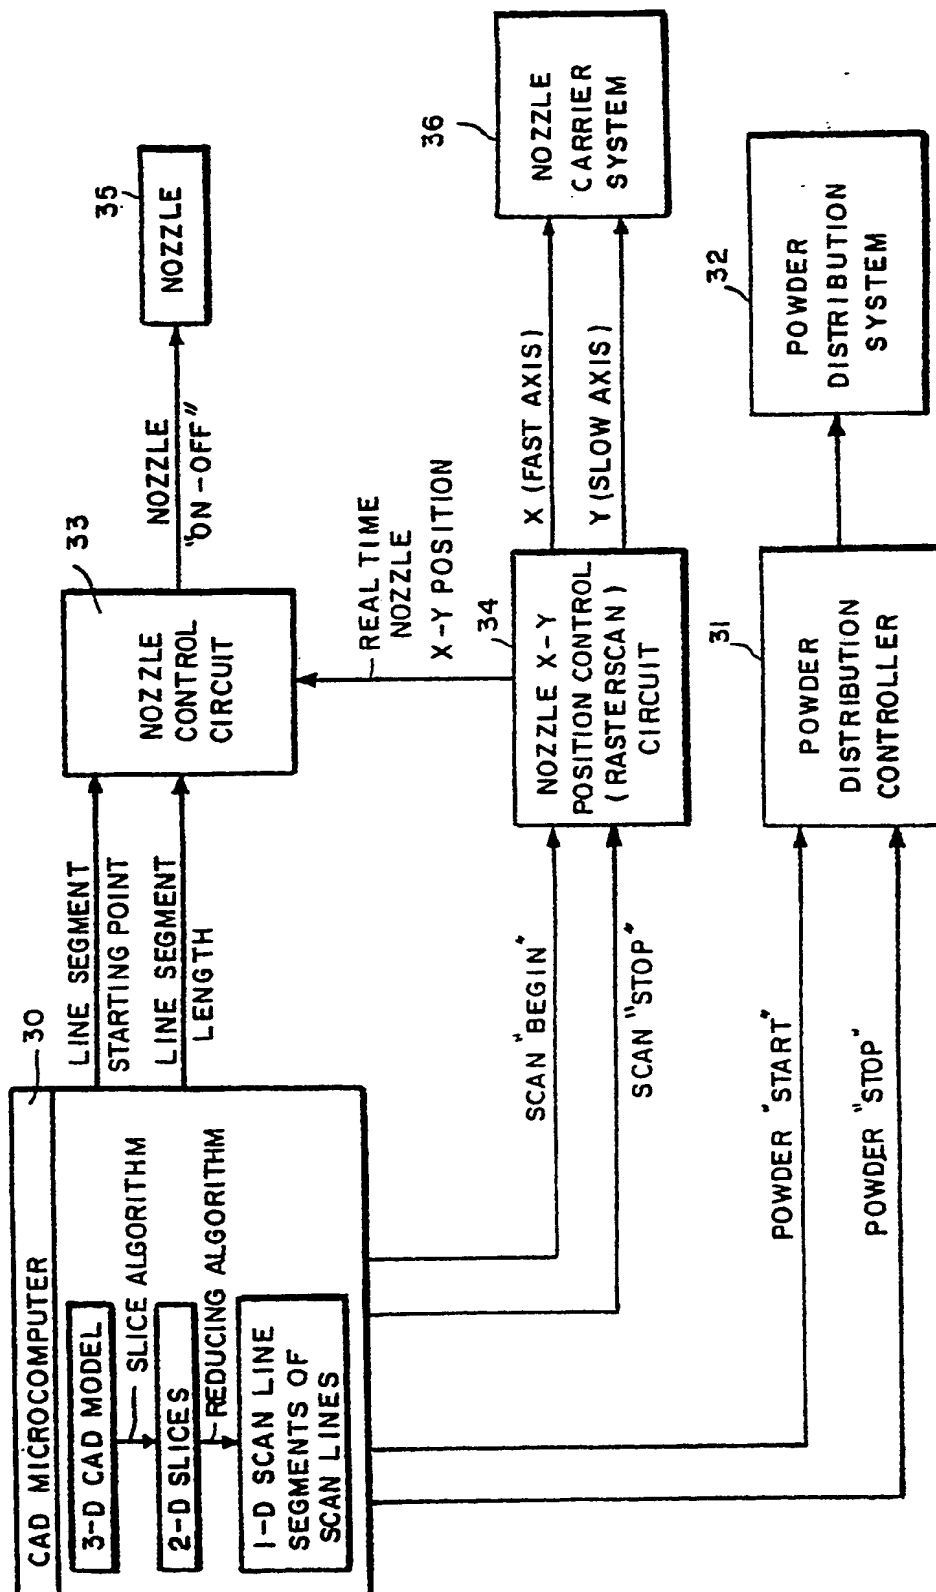 CAD MICROCOMPUTER
30
3-D CAD MODEL
SLICE ALGORITHM
2-D SLICES
REDUCING ALGORITHM
1-D SCAN LINE
SEGMENTS OF
SCAN LINES
LINE SEGMENT
STARTING POINT
LINE SEGMENT
LENGTH
33
NOZZLE
CONTROL
CIRCUIT
NOZZLE
"ON-OFF"
35
NOZZLE
REAL TIME
NOZZLE
X-Y POSITION
SCAN "BEGIN"
SCAN "STOP"
34
NOZZLE X-Y
POSITION CONTROL
(RASTERSCAN)
CIRCUIT
X (FAST AXIS)
Y (SLOW AXIS)
36
NOZZLE
CARRIER
SYSTEM
POWDER "START"
POWDER "STOP"
31
POWDER
DISTRIBUTION
CONTROLLER
32
POWDER
DISTRIBUTION
SYSTEM